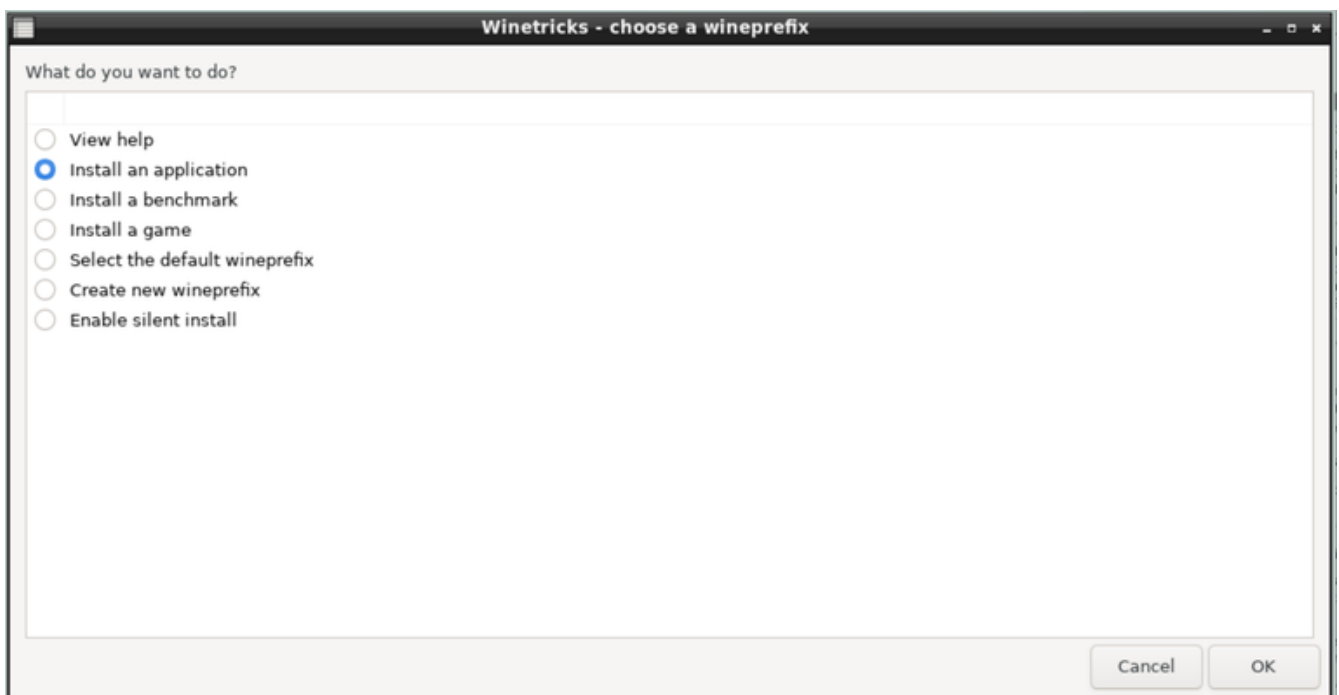 Winetricks - choose a wineprefix
What do you want to do?
View help
Install an application
Install a benchmark
Install a game
Select the default wineprefix
Create new wineprefix
Enable silent install
Cancel OK